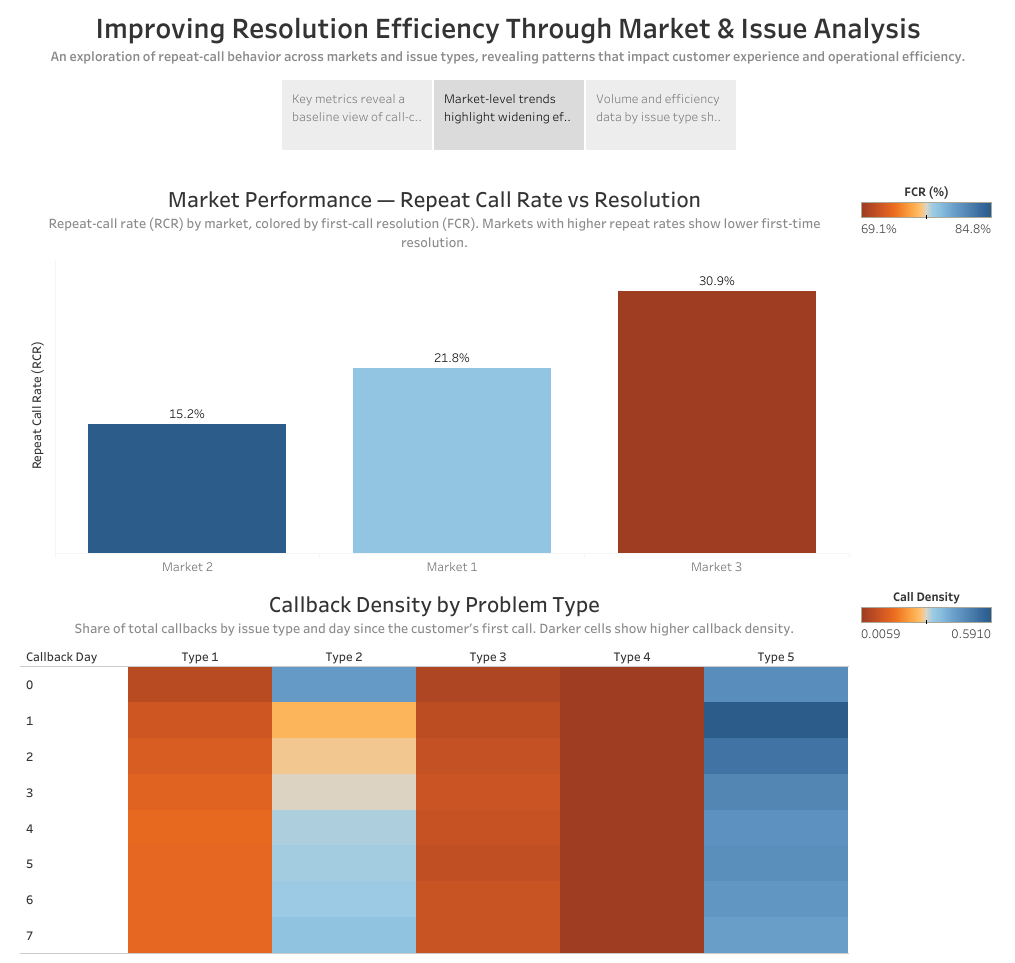 Improving Resolution Efficiency Through Market & Issue Analysis
An exploration of repeat-call behavior across markets and issue types, revealing patterns that impact customer experience and operational efficiency.
Key metrics reveal a
baseline view of call-c..
Market-level trends
highlight widening ef..
Volume and efficiency
data by issue type sh..
Market Performance — Repeat Call Rate vs Resolution
Repeat-call rate (RCR) by market, colored by first-call resolution (FCR). Markets with higher repeat rates show lower first-time
resolution.
FCR (%)
69.1% 84.8%
Repeat Call Rate (RCR)
15.2%
21.8%
30.9%
Market 2 Market 1 Market 3
Callback Density by Problem Type
Share of total callbacks by issue type and day since the customer’s first call. Darker cells show higher callback density.
Call Density
0.0059 0.5910
Callback Day Type 1 Type 2 Type 3 Type 4 Type 5
0
1
2
3
4
5
6
7